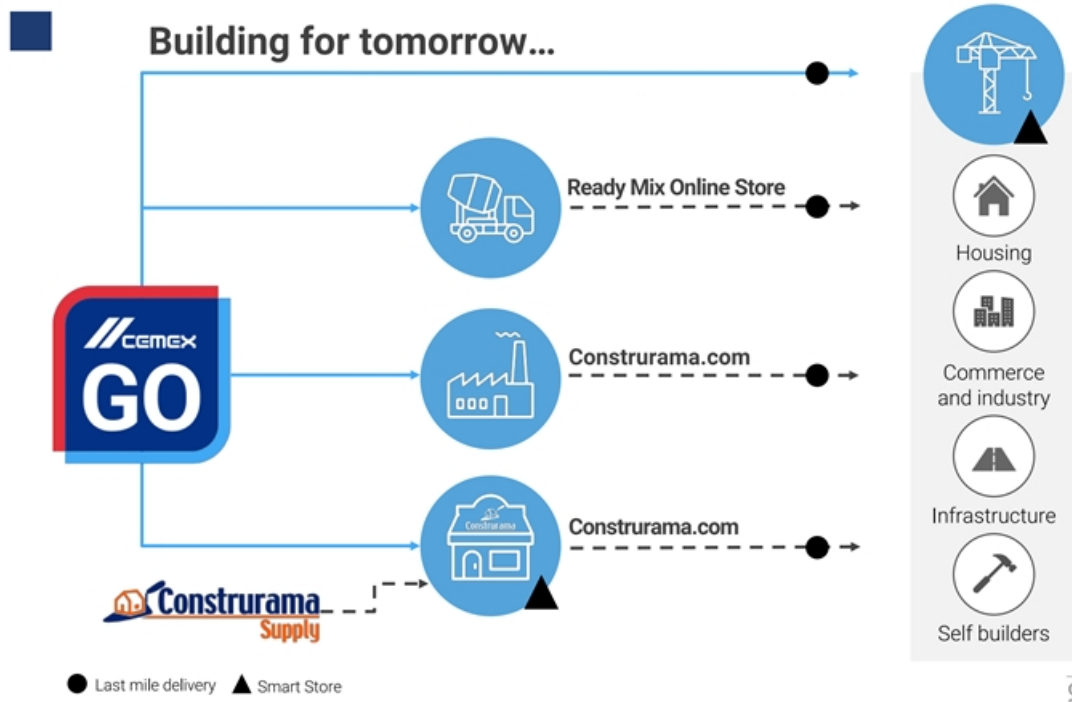 Building for tomorrow...
Ready Mix Online Store
Housing
CEMEX
GO
Construrama.com
Commerce
and industry
Construrama
Construrama.com
Infrastructure
Construrama
Supply
Self builders
Last mile delivery
Smart Store